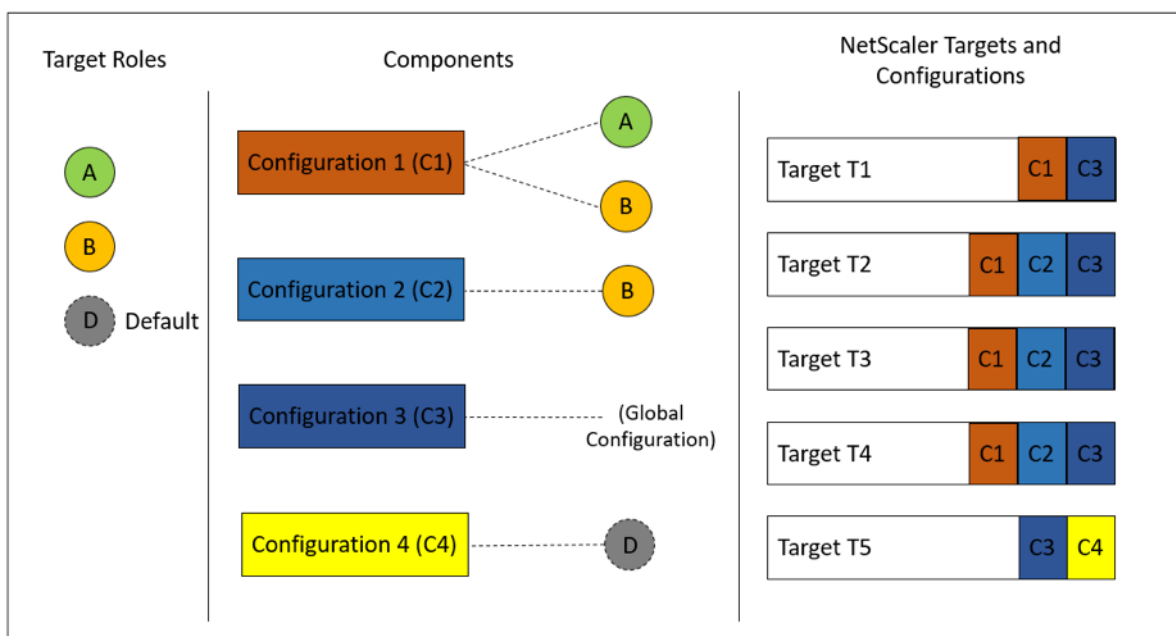 Target Roles
A
B
D Default
Components
Configuration 1 (C1)
A
B
Configuration 2 (C2)
B
Configuration 3 (C3)
(Global
Configuration)
Configuration 4 (C4)
D
NetScaler Targets and
Configurations
Target T1 C1 C3
Target T2 C1 C2 C3
Target T3 C1 C2 C3
Target T4 C1 C2 C3
Target T5 C3 C4